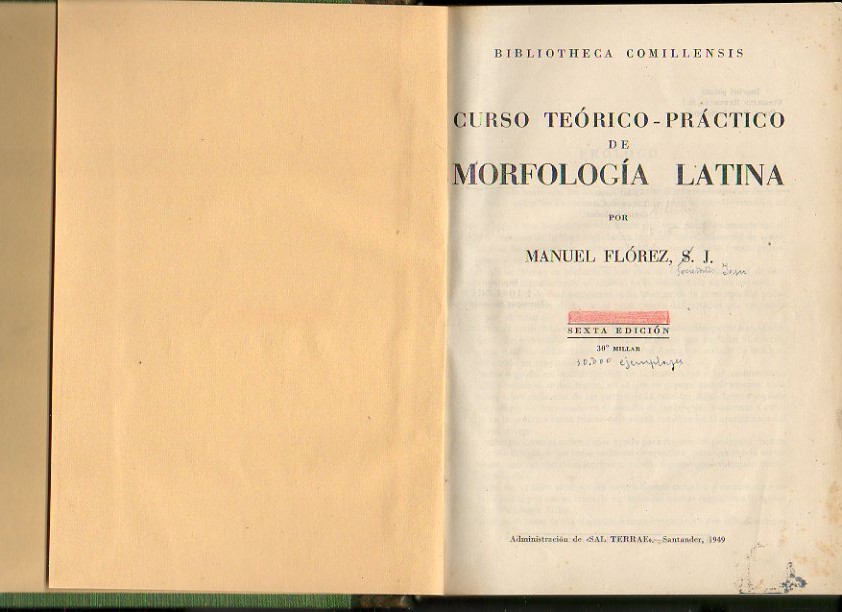 BIBLIOTHECA COMILLENSIS
CURSO TEÓRICO-PRÁCTICO
DE
MORFOLOGÍA LATINA
POR
MANUEL FLÓREZ, S. J.
Jesu
SEXTA EDICIÓN
30º MILLAR
30.000 ejemplares
Administración de «SAL TERRAE».—Santander, 1949